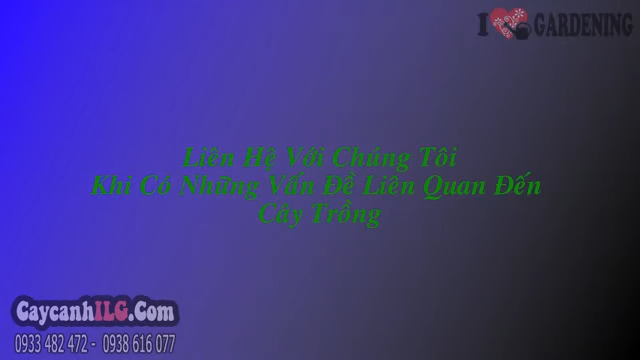 I GARDENING
Liên Hệ Với Chúng Tôi
Khi Có Những Vấn Đề Liên Quan Đến
Cây Trồng
CaycanhILG.Com
0933 482 472 - 0938 616 077